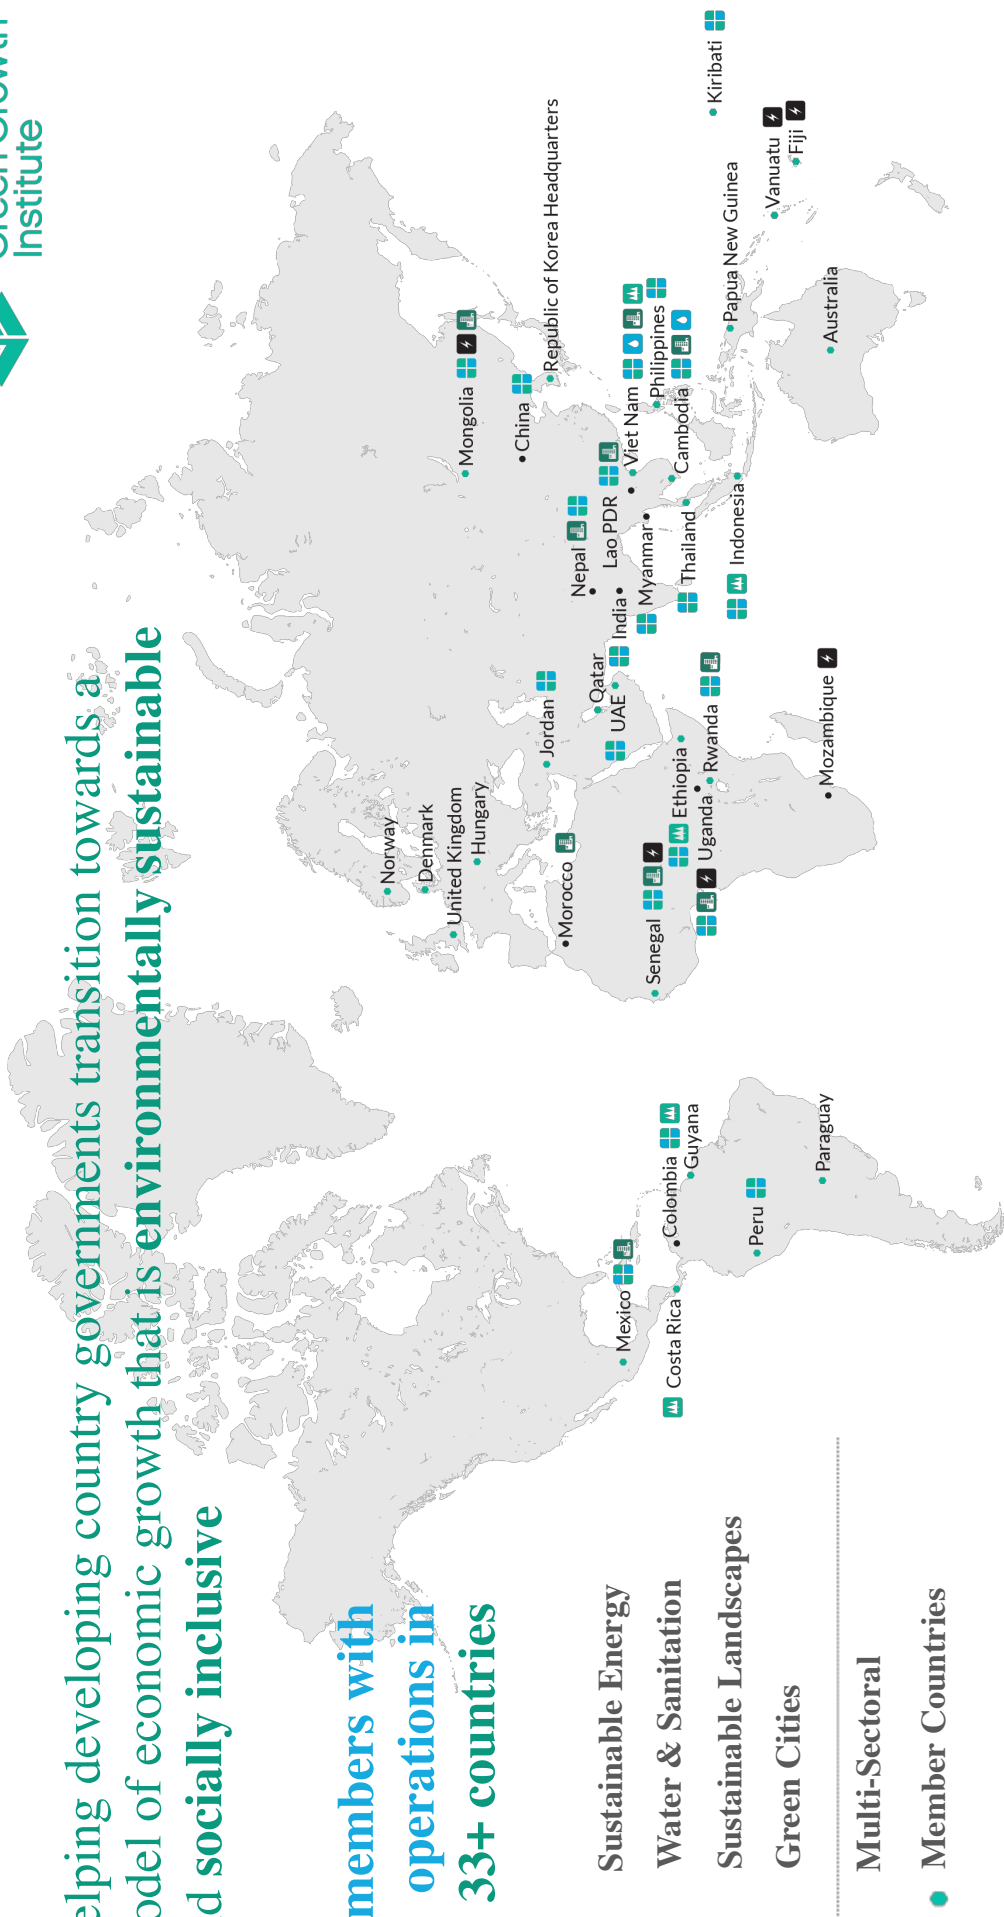 Institute
elping developing country governments transition towards a
odel of economic growth that is environmentally sustainable
d socially inclusive
members with
operations in
33+ countries
Sustainable Energy
Water & Sanitation
Sustainable Landscapes
Green Cities
Multi-Sectoral
Member Countries
Norway
Denmark
United Kingdom
Hungary
Mongolia
China
Republic of Korea Headquarters
Jordan
Morocco
Nepal
Qatar
Lao PDR
UAE
India
Viet Nam
Myanmar
Philippines
Mexico
Senegal
Costa Rica
Colombia
Ethiopia
Cambodia
Guyana
Thailand
Uganda
Rwanda
Kiribati
Papua New Guinea
Indonesia
Peru
Vanuatu
Fiji
Paraguay
Mozambique
Australia